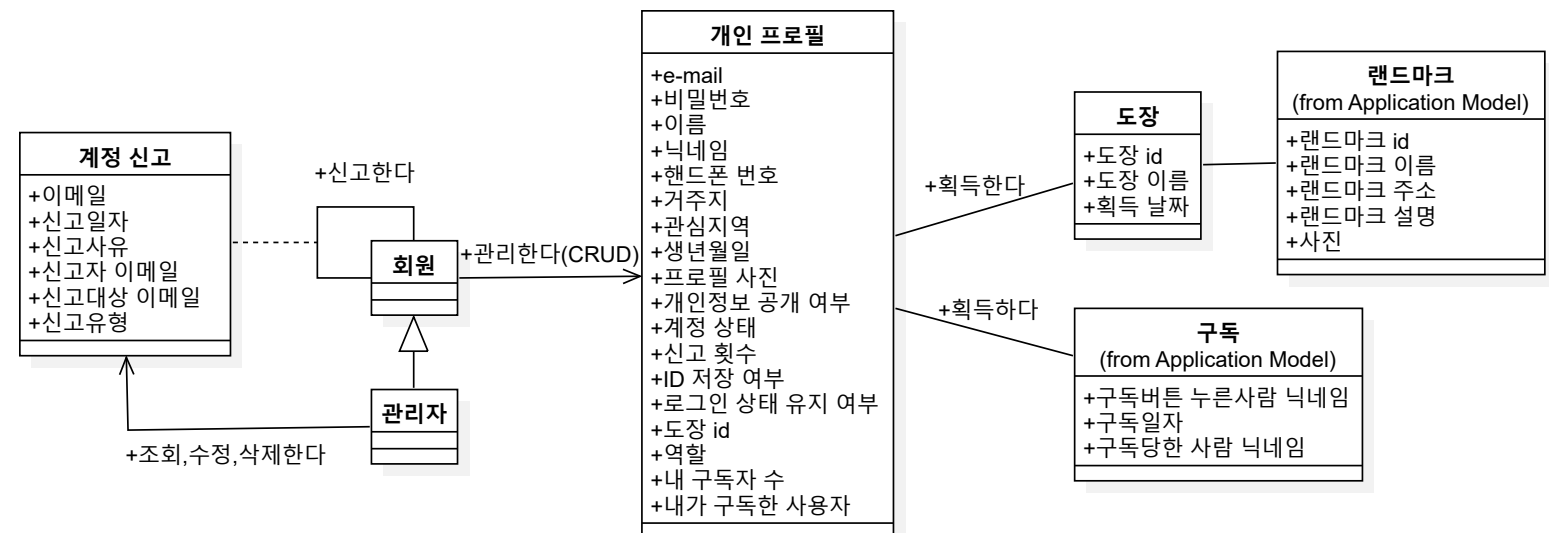 계정 신고
+이메일
+신고일자
+신고사유
+신고자 이메일
+신고대상 이메일
+신고유형
+신고한다
회원
+관리한다(CRUD)
관리자
+조회,수정,삭제한다
개인 프로필
+e-mail
+비밀번호
+이름
+닉네임
+핸드폰 번호
+거주지
+관심지역
+생년월일
+프로필 사진
+개인정보 공개 여부
+계정 상태
+신고 횟수
+ID 저장 여부
+로그인 상태 유지 여부
+도장 id
+역할
+내 구독자 수
+내가 구독한 사용자
+획득한다
도장
+도장 id
+도장 이름
+획득 날짜
랜드마크
(from Application Model)
+랜드마크 id
+랜드마크 이름
+랜드마크 주소
+랜드마크 설명
+사진
+획득하다
구독
(from Application Model)
+구독버튼 누른사람 닉네임
+구독일자
+구독당한 사람 닉네임